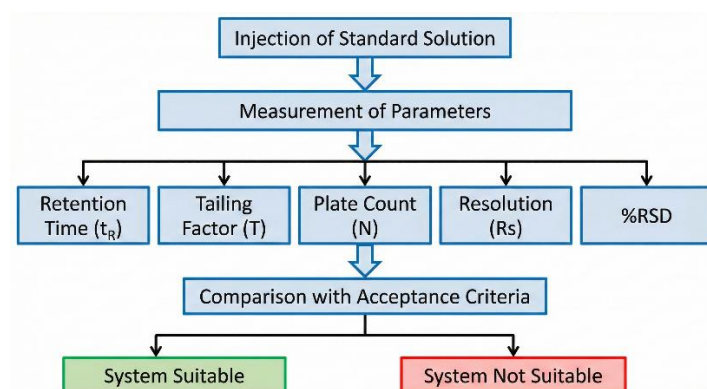 Injection of Standard Solution
Measurement of Parameters
Retention
Time (tR)
Tailing
Factor (T)
Plate Count
(N)
Resolution
(Rs)
%RSD
Comparison with Acceptance Criteria
System Suitable
System Not Suitable